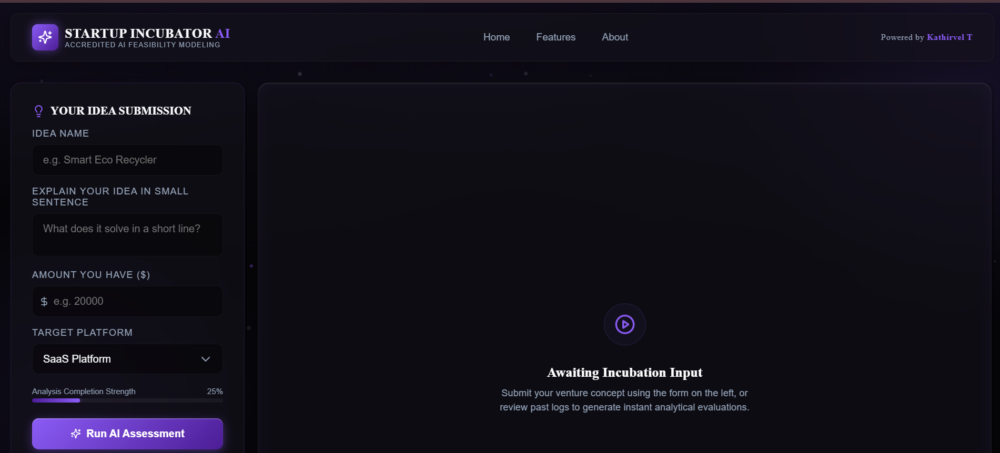 STARTUP INCUBATOR AI
ACCREDITED AI FEASIBILITY MODELING
Home
Features
About
Powered by Kathirvel T
YOUR IDEA SUBMISSION
IDEA NAME
e.g. Smart Eco Recycler
EXPLAIN YOUR IDEA IN SMALL
SENTENCE
What does it solve in a short line?
AMOUNT YOU HAVE ($)
$ e.g. 20000
TARGET PLATFORM
SaaS Platform
Analysis Completion Strength 25%
Run AI Assessment
Awaiting Incubation Input
Submit your venture concept using the form on the left, or
review past logs to generate instant analytical evaluations.